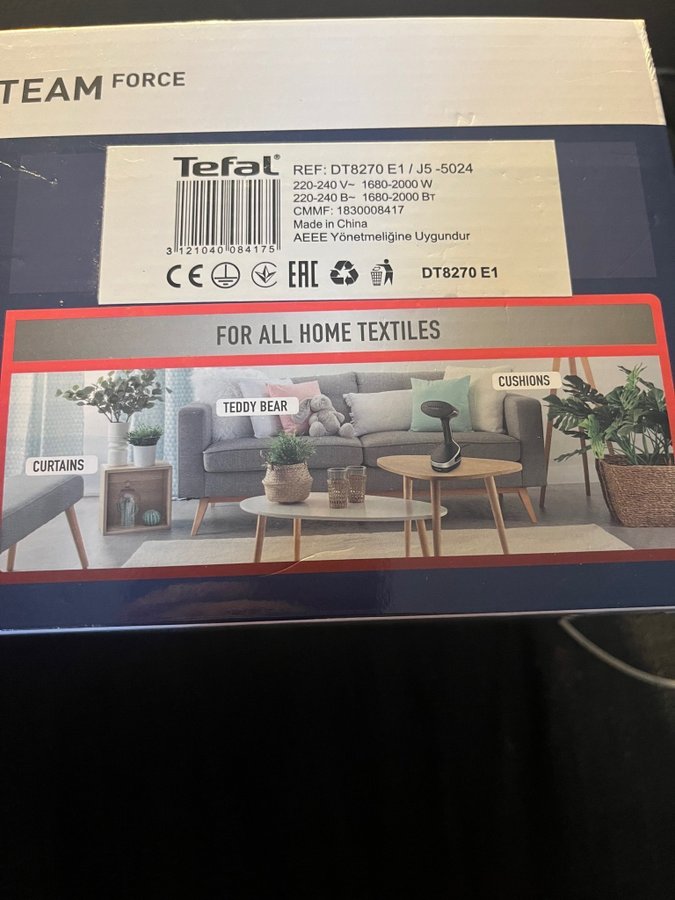 TEAM FORCE
Tefal®
REF: DT8270 E1 / J5 -5024
220-240 V~ 1680-2000 W
220-240 В~ 1680-2000 Вт
CMMF: 1830008417
Made in China
AEEE Yönetmeliğine Uygundur
3 121040 084175
CE
EAC
DT8270 E1
FOR ALL HOME TEXTILES
CUSHIONS
TEDDY BEAR
CURTAINS